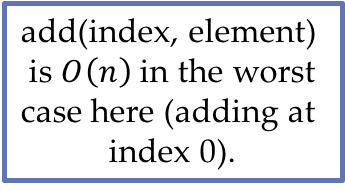 add(index, element)
is O(n) in the worst
case here (adding at
index 0).